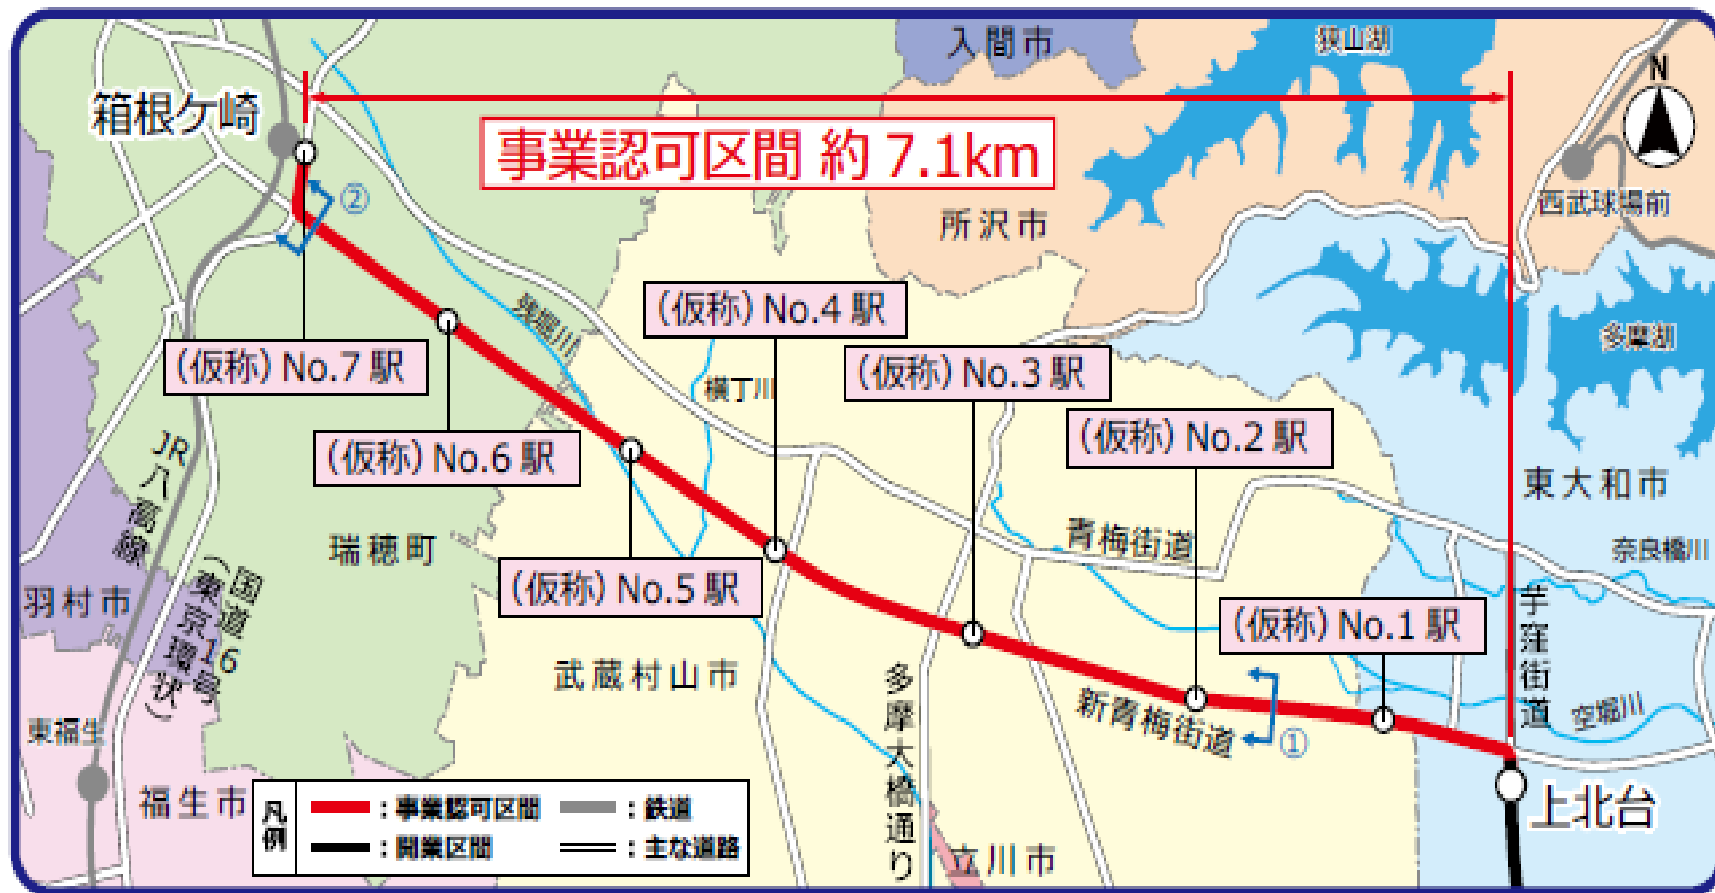 入間市
狭山湖
N
箱根ケ崎
事業認可区間 約 7.1km
西武球場前
②
所沢市
(仮称) No.4 駅
残堀川
多摩湖
(仮称) No.7 駅
(仮称) No.3 駅
横丁川
(仮称) No.6 駅
(仮称) No.2 駅
JR八高線
東大和市
瑞穂町
青梅街道
奈良橋川
(仮称) No.5 駅
羽村市
国道16号
(東京環状)
(仮称) No.1 駅
芋窪街道
武蔵村山市
多摩大橋通り
新青梅街道
①
空堀川
東福生
福生市
上北台
立川市
凡例
：事業認可区間
：鉄道
：開業区間
：主な道路